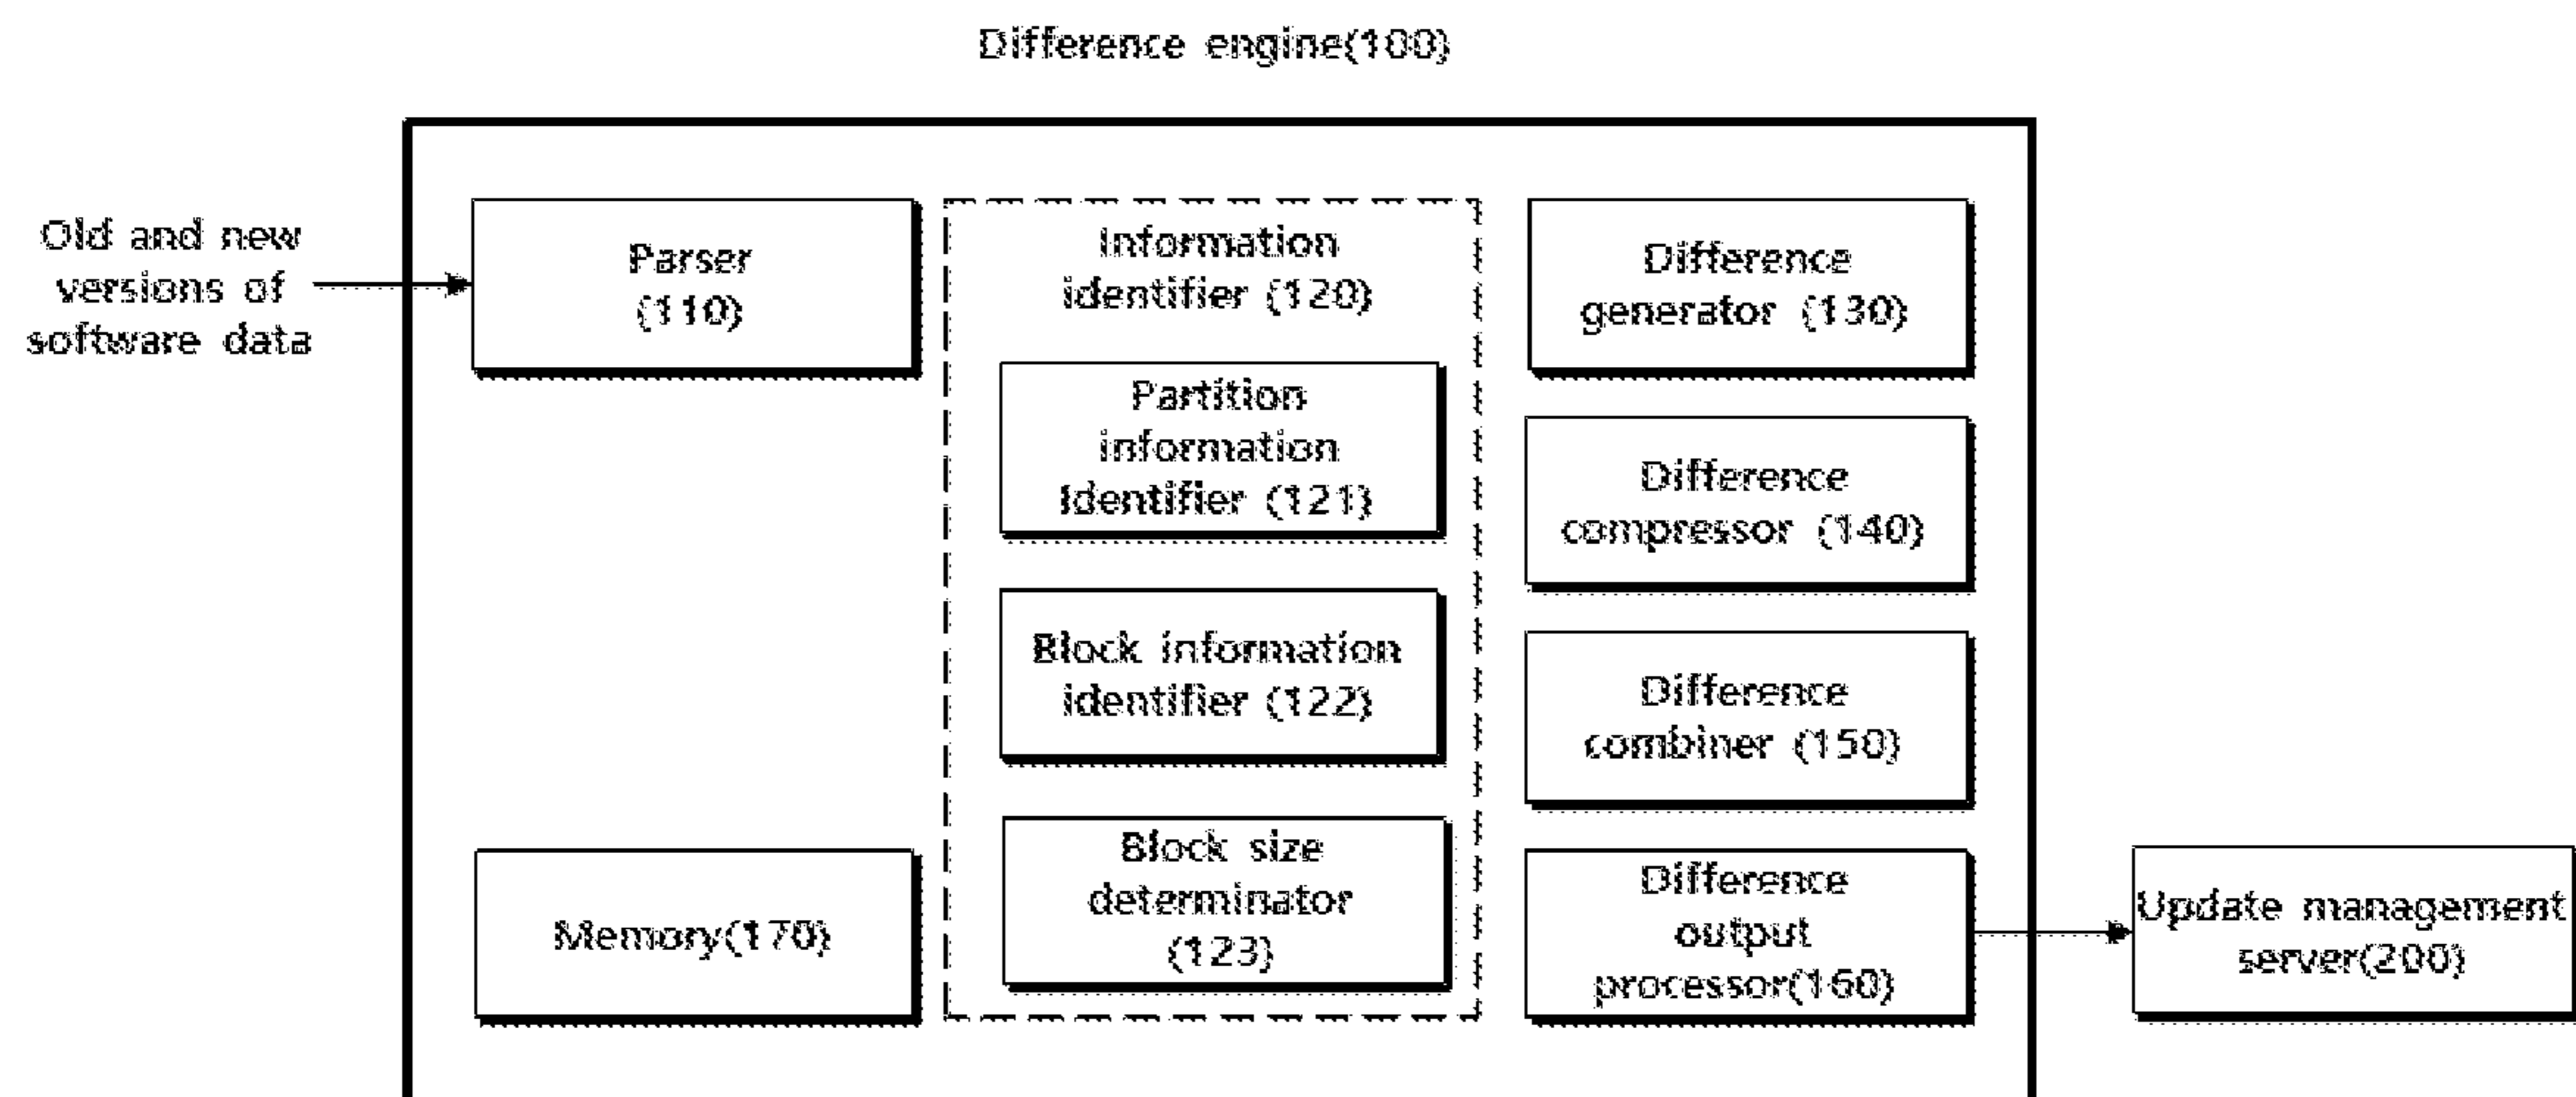 Difference engine(100)
Old and new
versions of
software data
Parser
(110)
Memory(170)
Information
identifier (120)
Partition
information
Identifier (121)
Block information
identifier (122)
Block size
determinator
(123)
Difference
generator (130)
Difference
compressor (140)
Difference
combiner (150)
Difference
output
processor(160)
Update management
server(200)